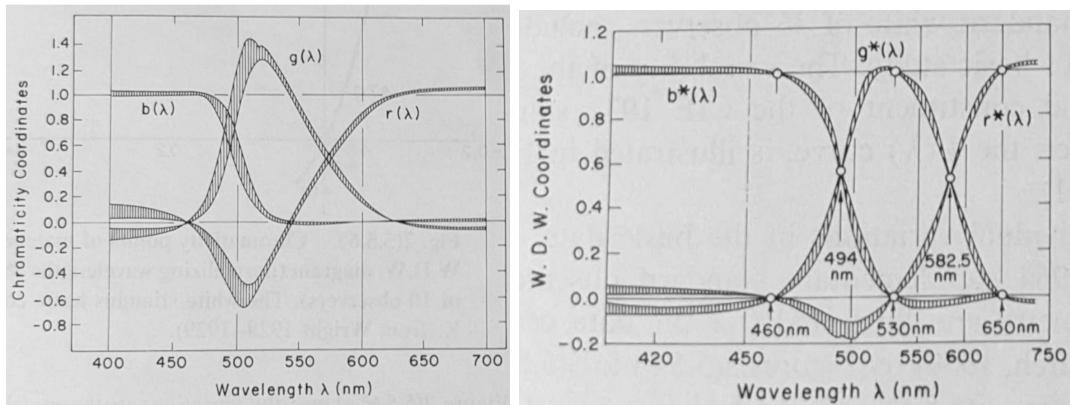 1.4
1.2
1.0
0.8
0.6
0.4
0.2
0.0
-0.2
-0.4
-0.6
-0.8
Chromaticity Coordinates
g(λ)
b(λ)
r(λ)
400
450
500
550
600
650
700
Wavelength λ (nm)
1.2
1.0
0.8
0.6
0.4
0.2
0.0
-0.2
W. D. W. Coordinates
g*(λ)
b*(λ)
r*(λ)
494
nm
582.5
nm
460nm
530nm
650nm
420
450
500
550
600
750
Wavelength λ (nm)